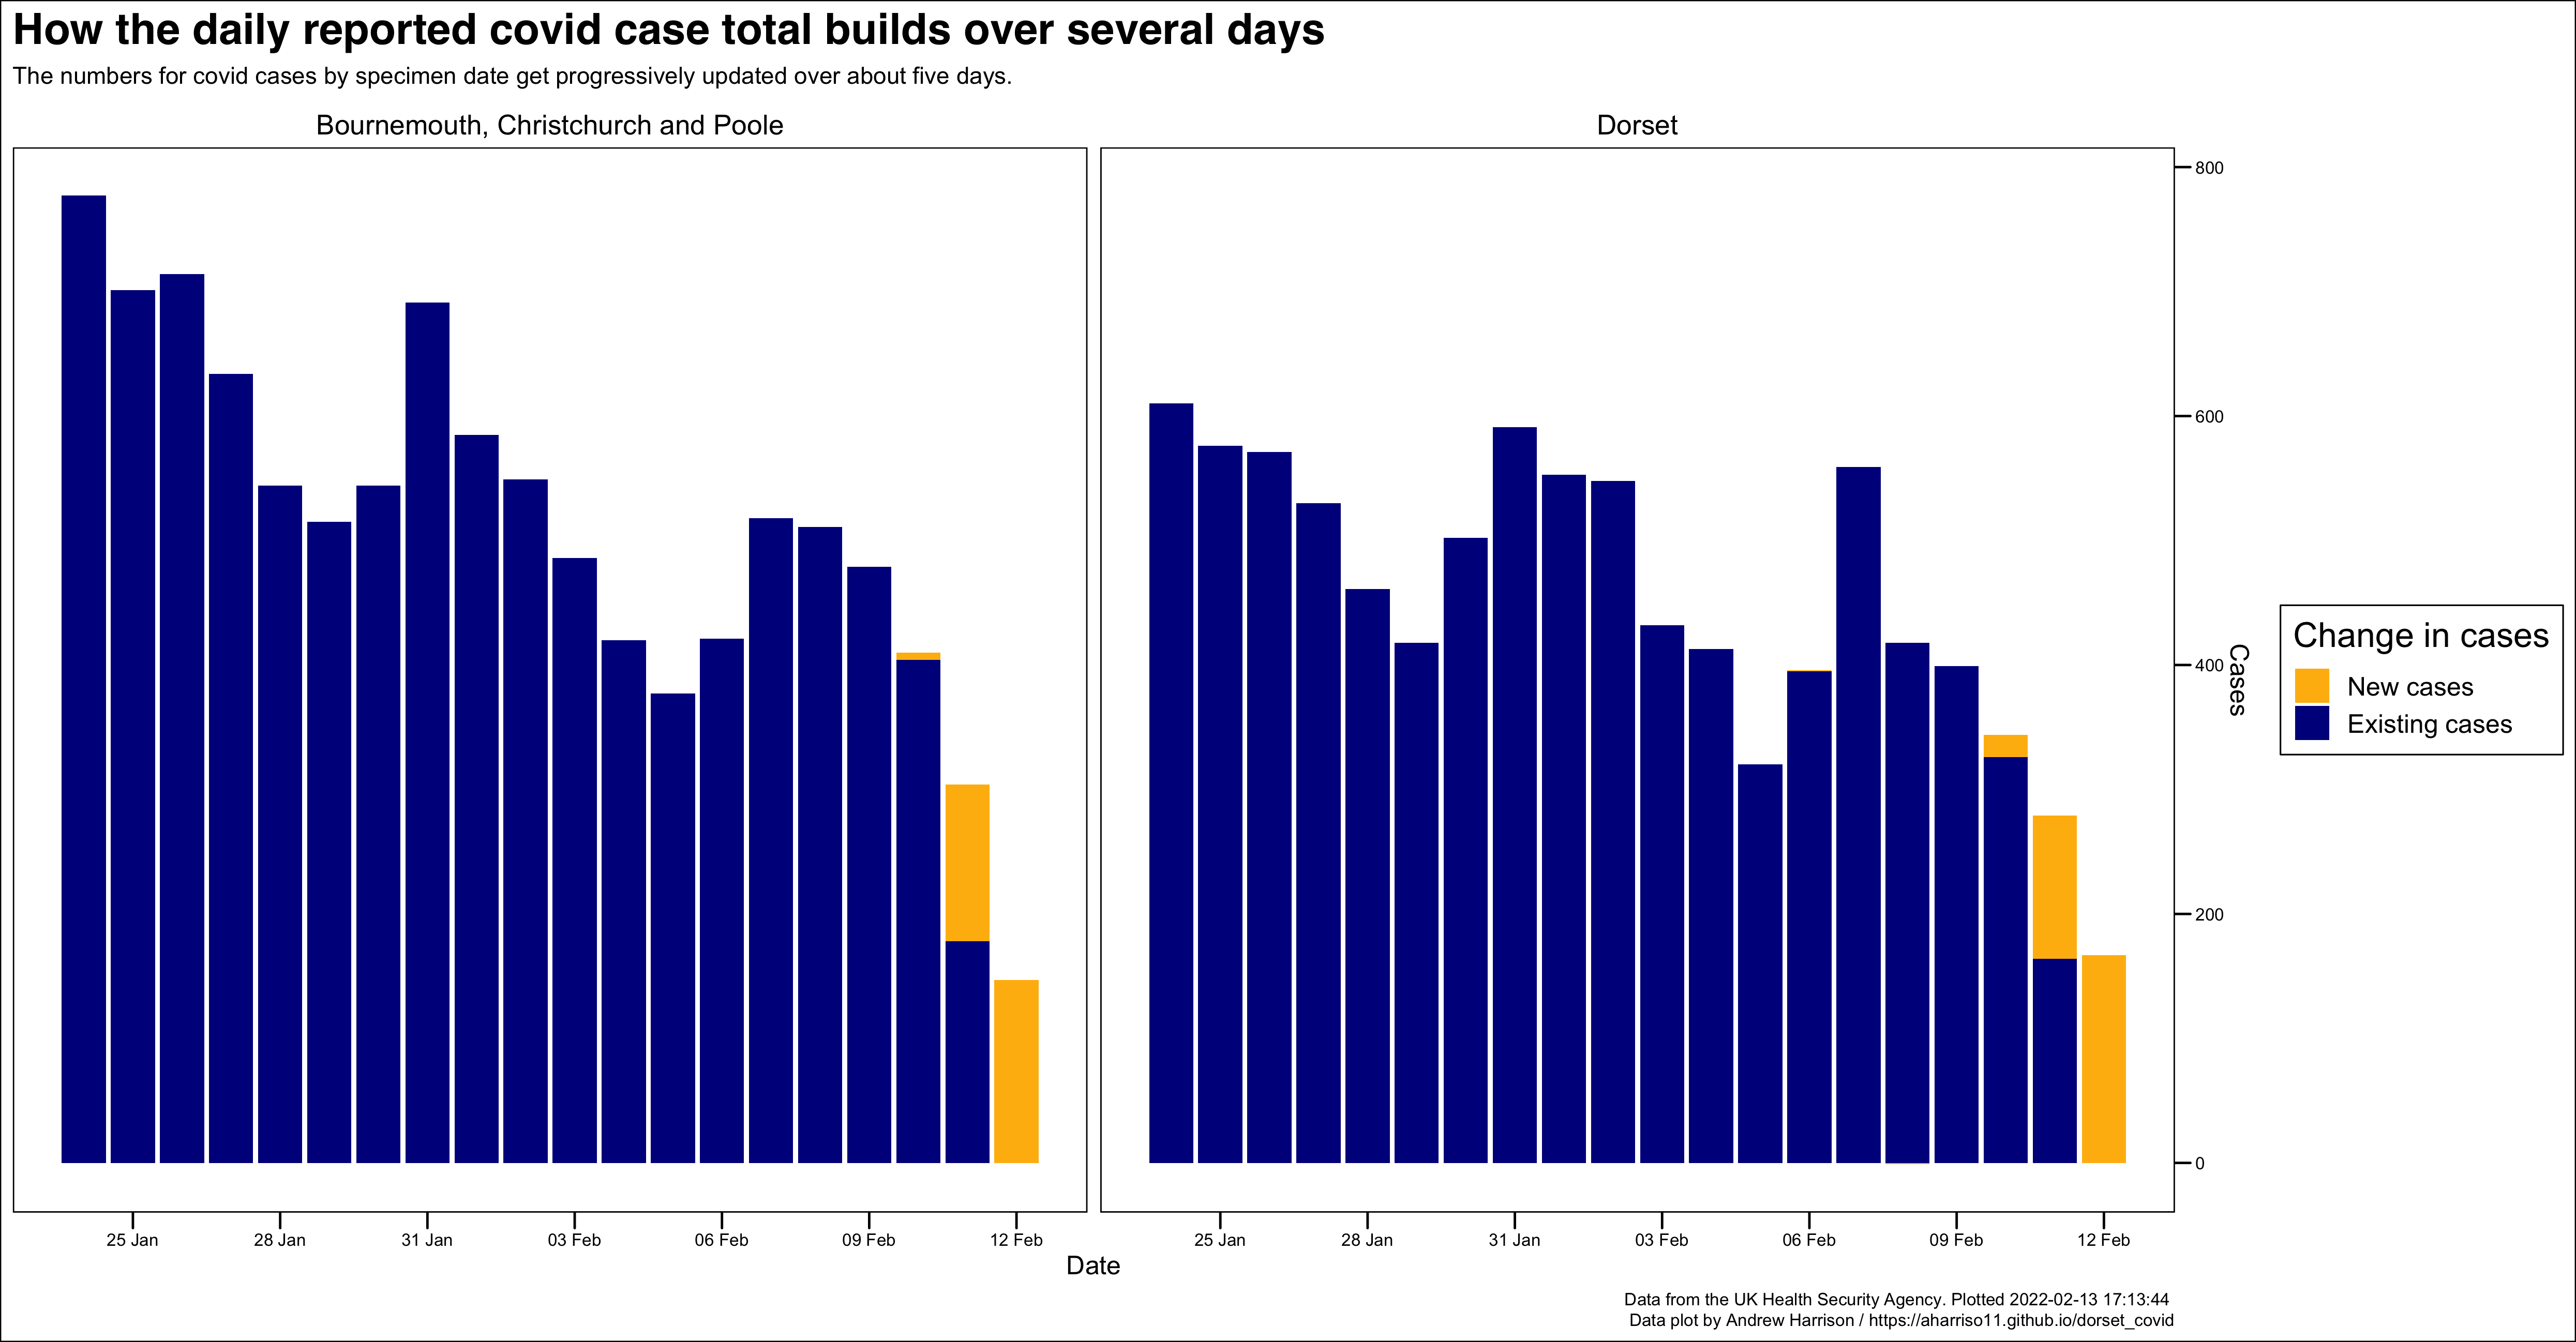 How the daily reported covid case total builds over several days
The numbers for covid cases by specimen date get progressively updated over about five days.
Bournemouth, Christchurch and Poole
Dorset
800
600
400
200
0
Cases
Change in cases
New cases
Existing cases
25 Jan 28 Jan 31 Jan 03 Feb 06 Feb 09 Feb 12 Feb
25 Jan 28 Jan 31 Jan 03 Feb 06 Feb 09 Feb 12 Feb
Date
Data from the UK Health Security Agency. Plotted 2022-02-13 17:13:44
Data plot by Andrew Harrison / https://aharriso11.github.io/dorset_covid